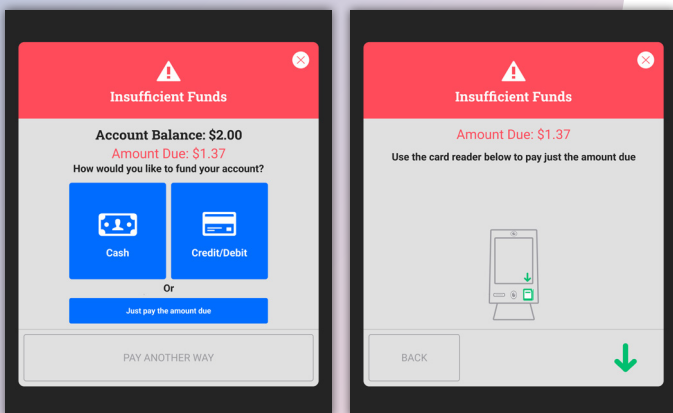 Insufficient Funds
Account Balance: $2.00
Amount Due: $1.37
How would you like to fund your account?
Cash
Credit/Debit
Or
Just pay the amount due
PAY ANOTHER WAY
Insufficient Funds
Amount Due: $1.37
Use the card reader below to pay just the amount due
BACK